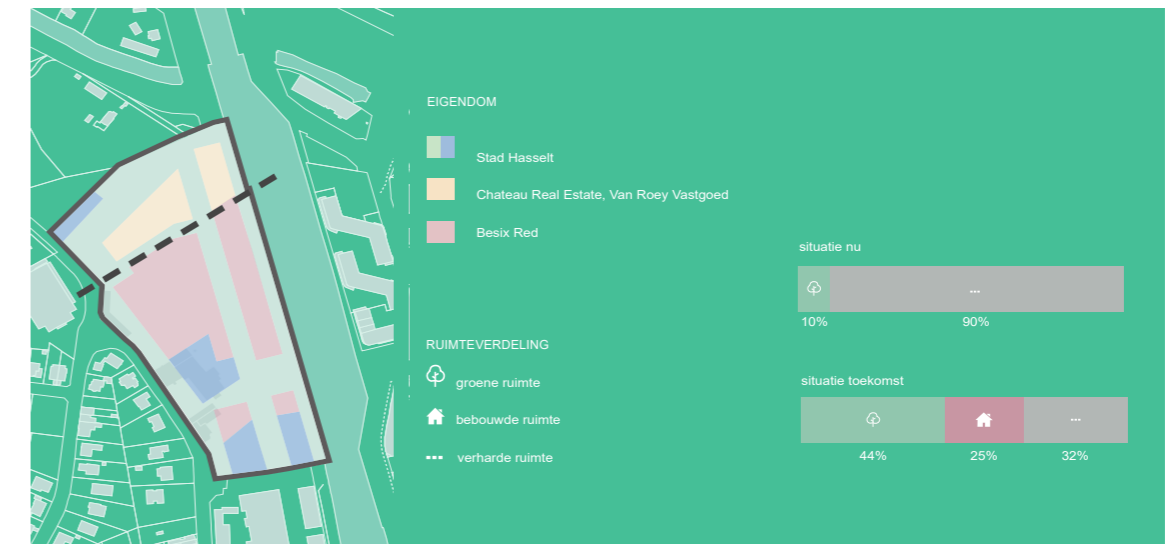 EIGENDOM
Stad Hasselt
Chateau Real Estate, Van Roey Vastgoed
Besix Red
RUIMTEVERDELING
groene ruimte
bebouwde ruimte
verharde ruimte
situatie nu
10% 90%
situatie toekomst
44% 25% 32%